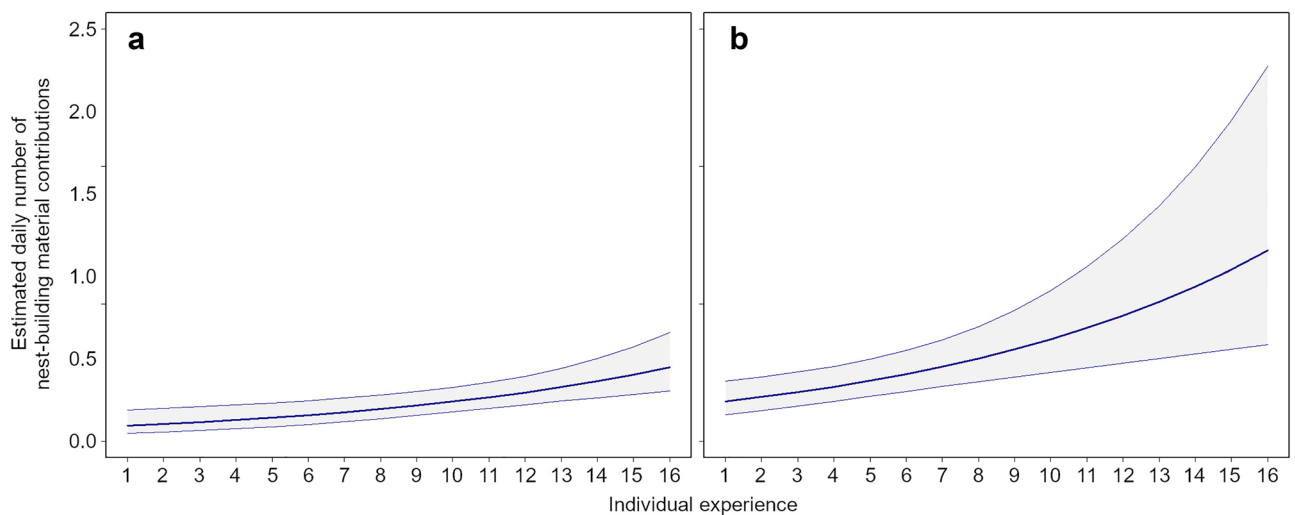 a
b
2.5
2.0
1.5
1.0
0.5
0.0
Estimated daily number of
nest-building material contributions
1 2 3 4 5 6 7 8 9 10 11 12 13 14 15 16
1 2 3 4 5 6 7 8 9 10 11 12 13 14 15 16
Individual experience